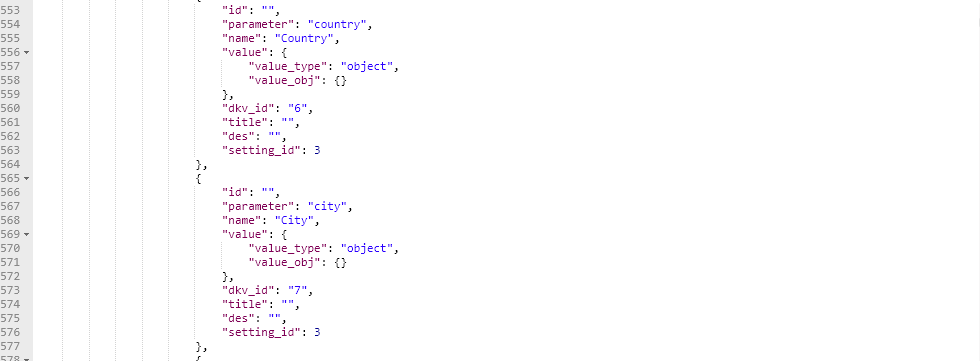 553 "id": "",
554 "parameter": "country",
555 "name": "Country",
556 "value": {
557 "value_type": "object",
558 "value_obj": {}
559 },
560 "dkv_id": "6",
561 "title": "",
562 "des": "",
563 "setting_id": 3
564 },
565 {
566 "id": "",
567 "parameter": "city",
568 "name": "City",
569 "value": {
570 "value_type": "object",
571 "value_obj": {}
572 },
573 "dkv_id": "7",
574 "title": "",
575 "des": "",
576 "setting_id": 3
577 },
578 {